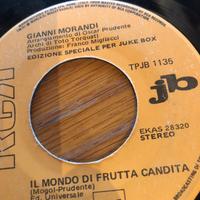 GIANNI MORANDI
Arrangiamento di Oscar Prudente
Archi di Toto Torquati
Produzione: Franco Migliacci
EDIZIONE SPECIALE PER JUKE BOX
TPJB 1135
jb
RCA
EKAS 28320
STEREO
IL MONDO DI FRUTTA CANDITA
(Mogol-Prudente)
Ed. Universale